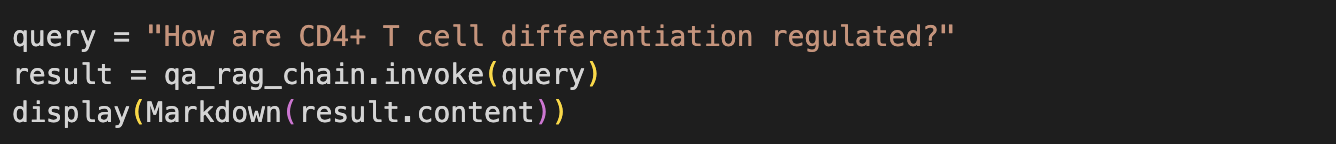 query = "How are CD4+ T cell differentiation regulated?"
result = qa_rag_chain.invoke(query)
display(Markdown(result.content))